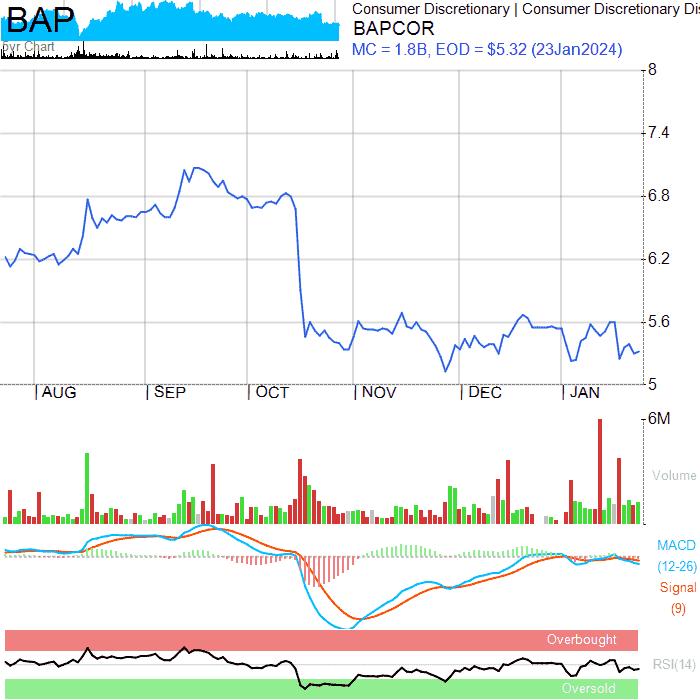 BAP
5yr Chart
Consumer Discretionary | Consumer Discretionary Dis
BAPCOR
MC = 1.8B, EOD = $5.32 (23Jan2024)
8
7.4
6.8
6.2
5.6
5
| AUG | SEP | OCT | NOV | DEC | JAN
6M
Volume
MACD
(12-26)
Signal
(9)
Overbought
RSI(14)
Oversold